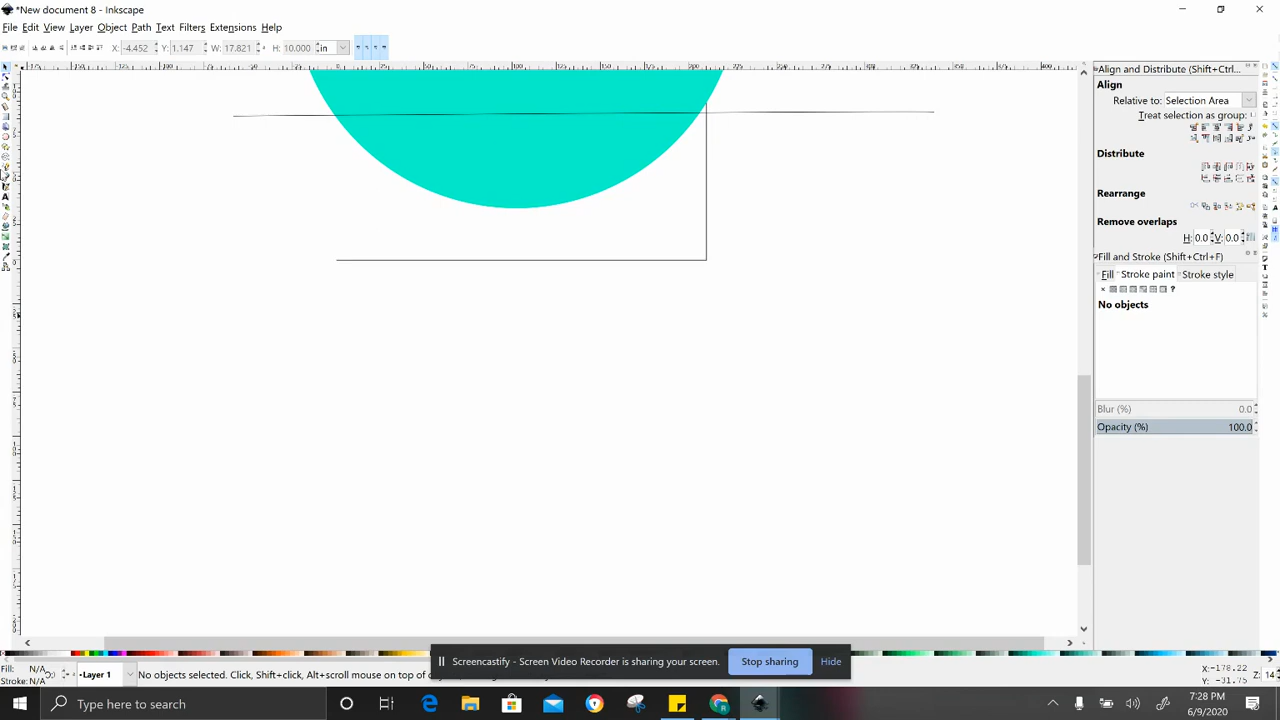 *New document 8 - Inkscape
File Edit View Layer Object Path Text Filters Extensions Help
X: -4.452 Y: 1.147 W: 17.821 H: 10.000 in
Align and Distribute (Shift+Ctrl...
Align
Relative to: Selection Area
Treat selection as group:
Distribute
Rearrange
Remove overlaps
H: 0.0 V: 0.0
Fill and Stroke (Shift+Ctrl+F)
Fill Stroke paint Stroke style
?
No objects
Blur (%) 0.0
Opacity (%) 100.0
Screencastify - Screen Video Recorder is sharing your screen. Stop sharing Hide
Fill: N/A
Stroke: N/A
Layer 1
No objects selected. Click, Shift+click, Alt+scroll mouse on top of
X: -178.22
Y: -31.75
Z: 14
Type here to search
7:28 PM
6/9/2020